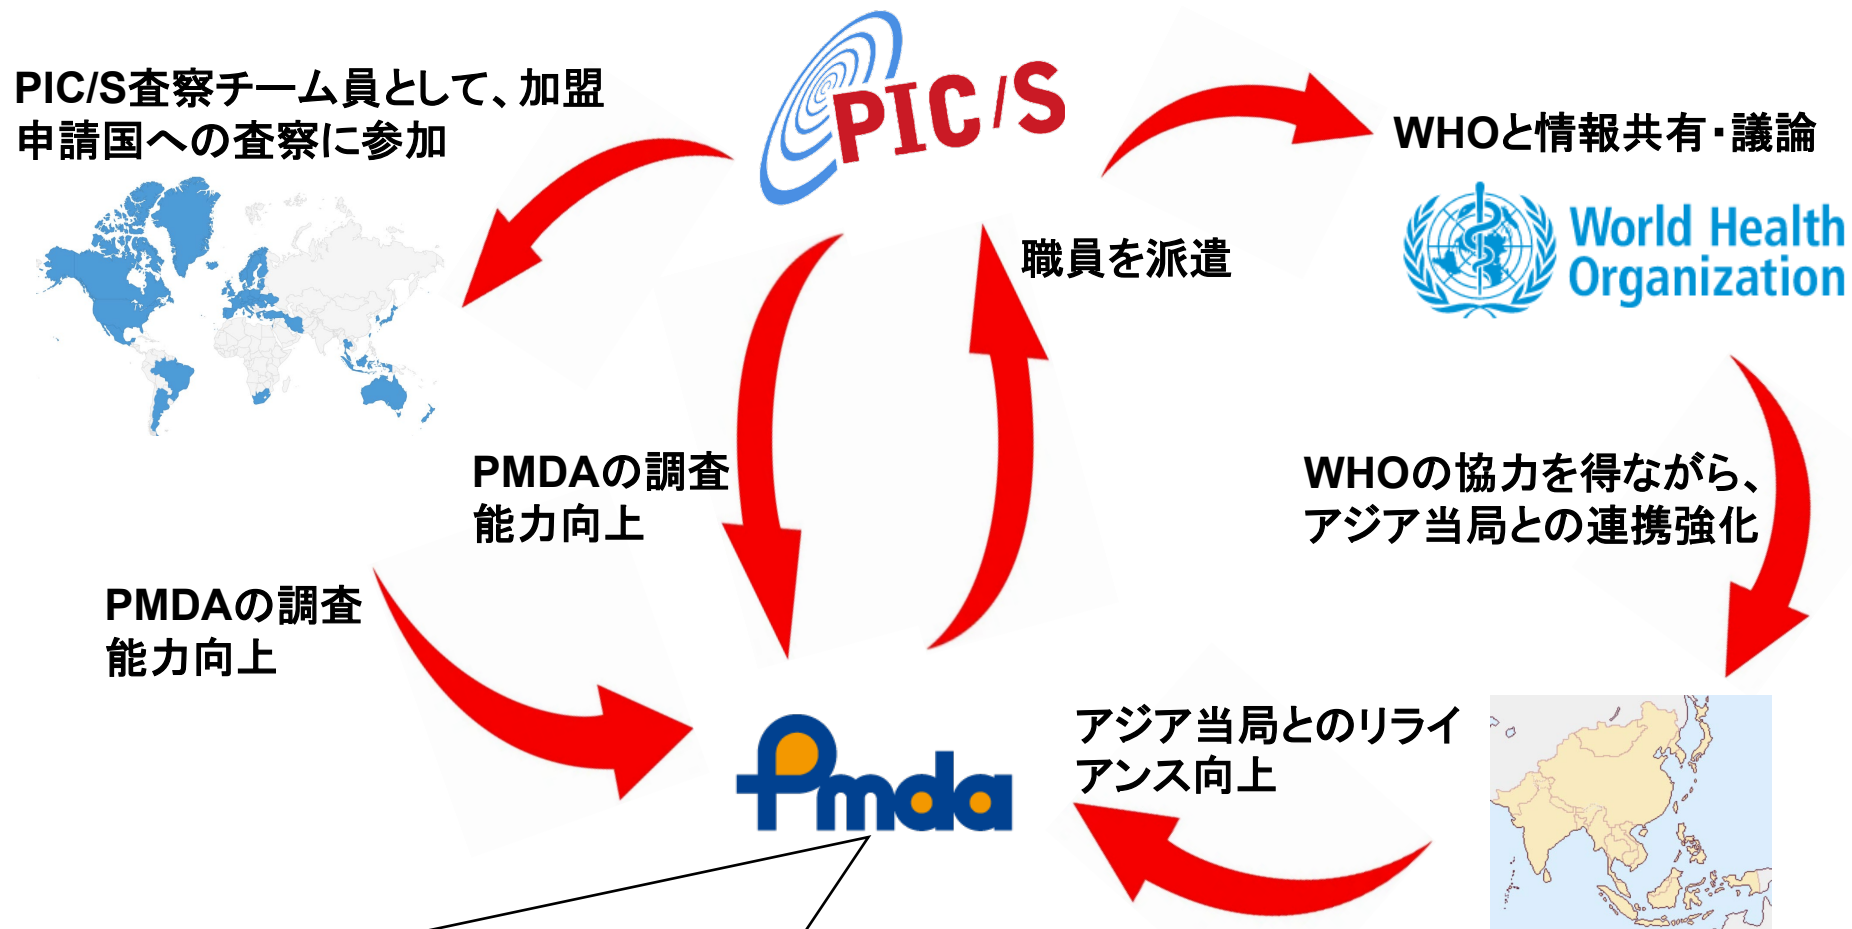 PIC/S査察チーム員として、加盟
申請国への査察に参加
PIC/S
WHOと情報共有・議論
World Health
Organization
職員を派遣
PMDAの調査
能力向上
WHOの協力を得ながら、
アジア当局との連携強化
PMDAの調査
能力向上
Pmda
アジア当局とのリライ
アンス向上